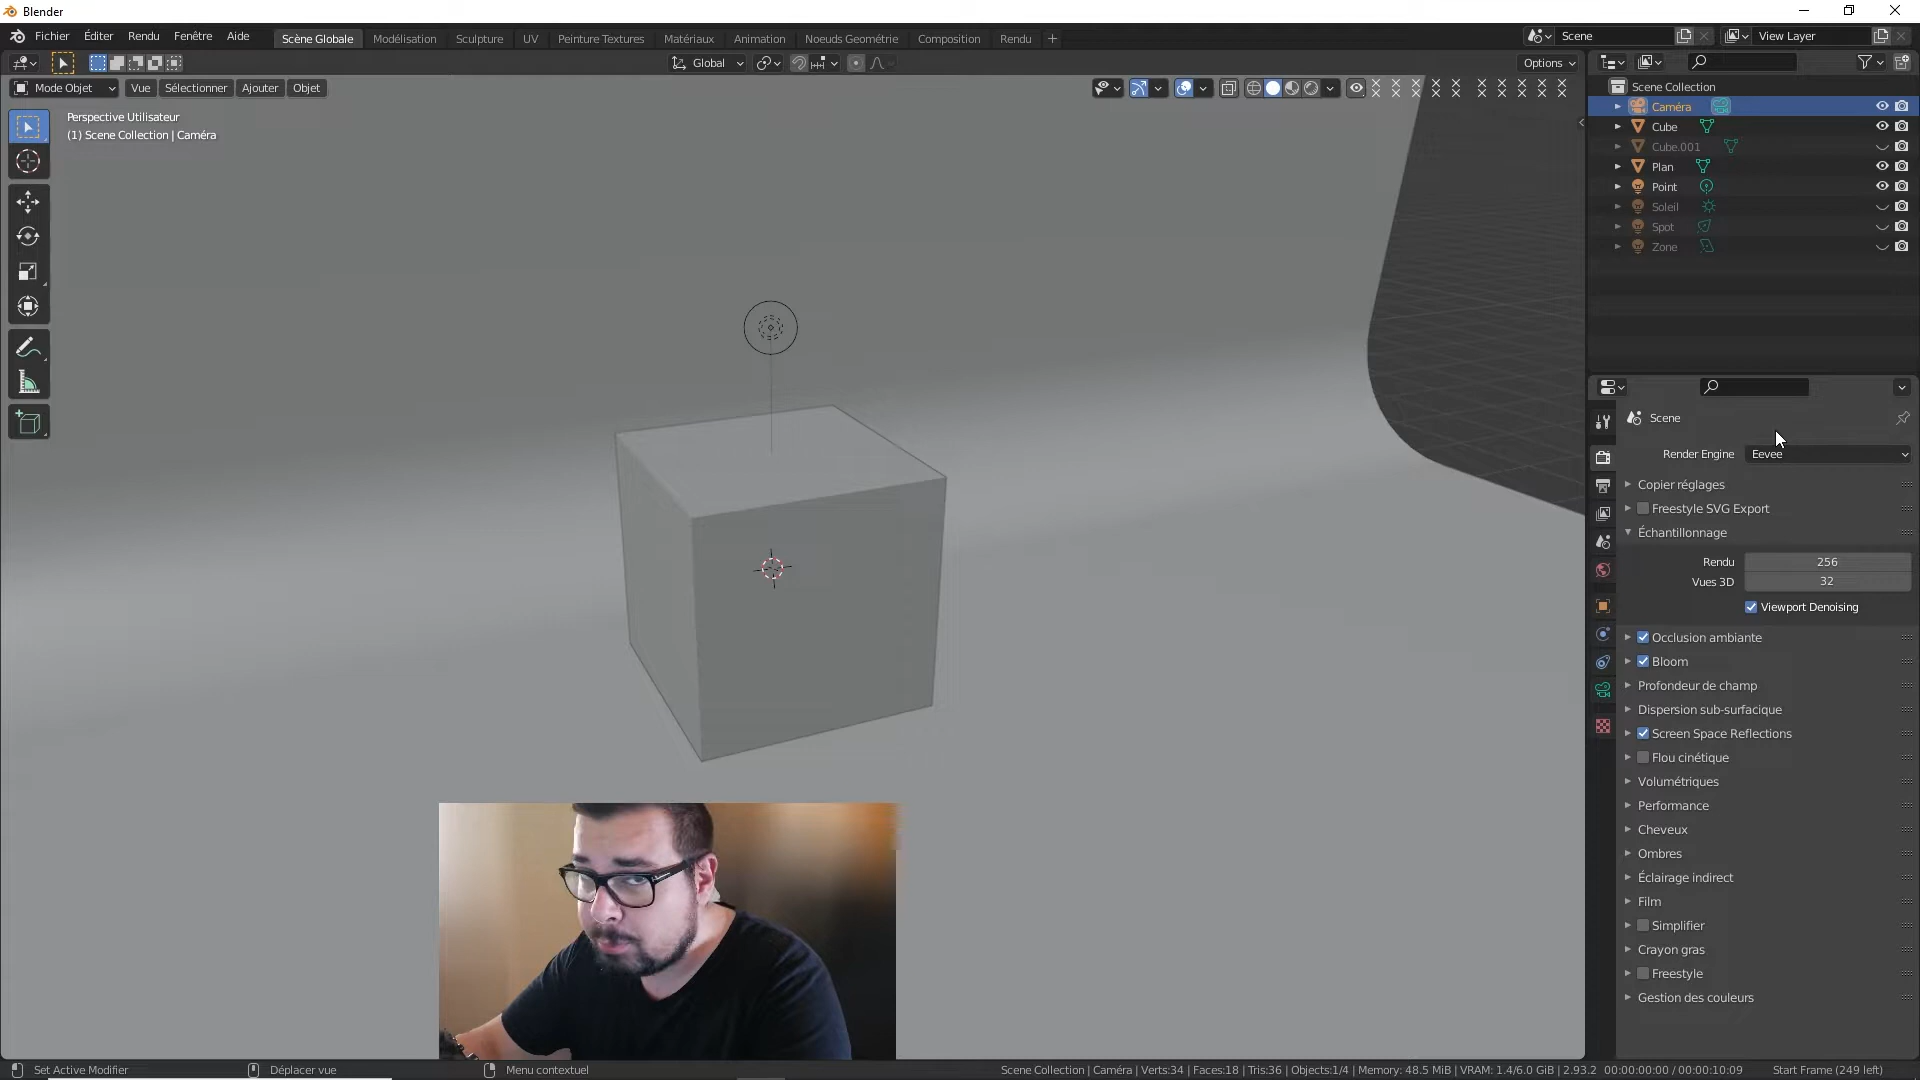 Blender
Fichier Éditer Rendu Fenêtre Aide Scène Globale Modélisation Sculpture UV Peinture Textures Matériaux Animation Noeuds Geométrie Composition Rendu Scene View Layer
Global Options
Mode Objet Vue Sélectionner Ajouter Objet
Perspective Utilisateur
(1) Scene Collection | Caméra
Scene Collection
Caméra
Cube
Cube.001
Plan
Point
Soleil
Spot
Zone
Scene
Render Engine Eevee
Copier réglages
Freestyle SVG Export
Échantillonnage
Rendu 256
Vues 3D 32
Viewport Denoising
Occlusion ambiante
Bloom
Profondeur de champ
Dispersion sub-surfacique
Screen Space Reflections
Flou cinétique
Volumétriques
Performance
Cheveux
Ombres
Éclairage indirect
Film
Simplifier
Crayon gras
Freestyle
Gestion des couleurs
Set Active Modifier Déplacer vue Menu contextuel Scene Collection | Caméra | Verts:34 | Faces:18 | Tris:36 | Objects:1/4 | Memory: 48.5 MiB | VRAM: 1.4/6.0 GiB | 2.93.2 00:00:00:00 / 00:00:10:09 Start Frame (249 left)